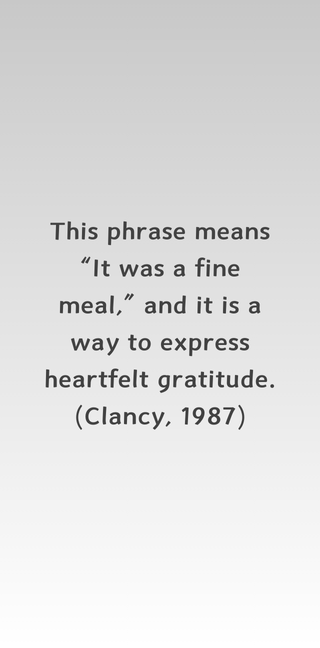 This phrase means
“It was a fine
meal,” and it is a
way to express
heartfelt gratitude.
(Clancy, 1987)